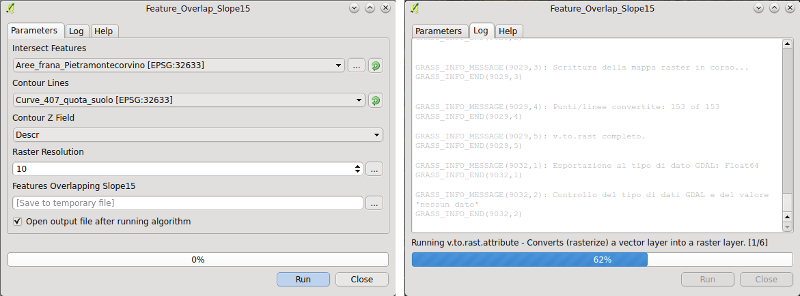 Feature_Overlap_Slope15
Parameters Log Help
Intersect Features
Aree_frana_Pietramontecorvino [EPSG:32633]
...
Contour Lines
Curve_407_quota_suolo [EPSG:32633]
Contour Z Field
Descr
Raster Resolution
10
...
Features Overlapping Slope15
[Save to temporary file]
...
Open output file after running algorithm
0%
Run Close
Feature_Overlap_Slope15
Parameters Log Help
GRASS_INFO_MESSAGE(9029,3): Scrittura della mappa raster in corso...
GRASS_INFO_END(9029,3)
GRASS_INFO_MESSAGE(9029,4): Punti/linee convertite: 153 of 153
GRASS_INFO_END(9029,4)
GRASS_INFO_MESSAGE(9029,5): v.to.rast completo.
GRASS_INFO_END(9029,5)
GRASS_INFO_MESSAGE(9032,1): Esportazione al tipo di dato GDAL: Float64
GRASS_INFO_END(9032,1)
GRASS_INFO_MESSAGE(9032,2): Controllo del tipo di dati GDAL e del valore
'nessun dato'
GRASS_INFO_END(9032,2)
Running v.to.rast.attribute - Converts (rasterize) a vector layer into a raster layer. [1/6]
62%
Run Close